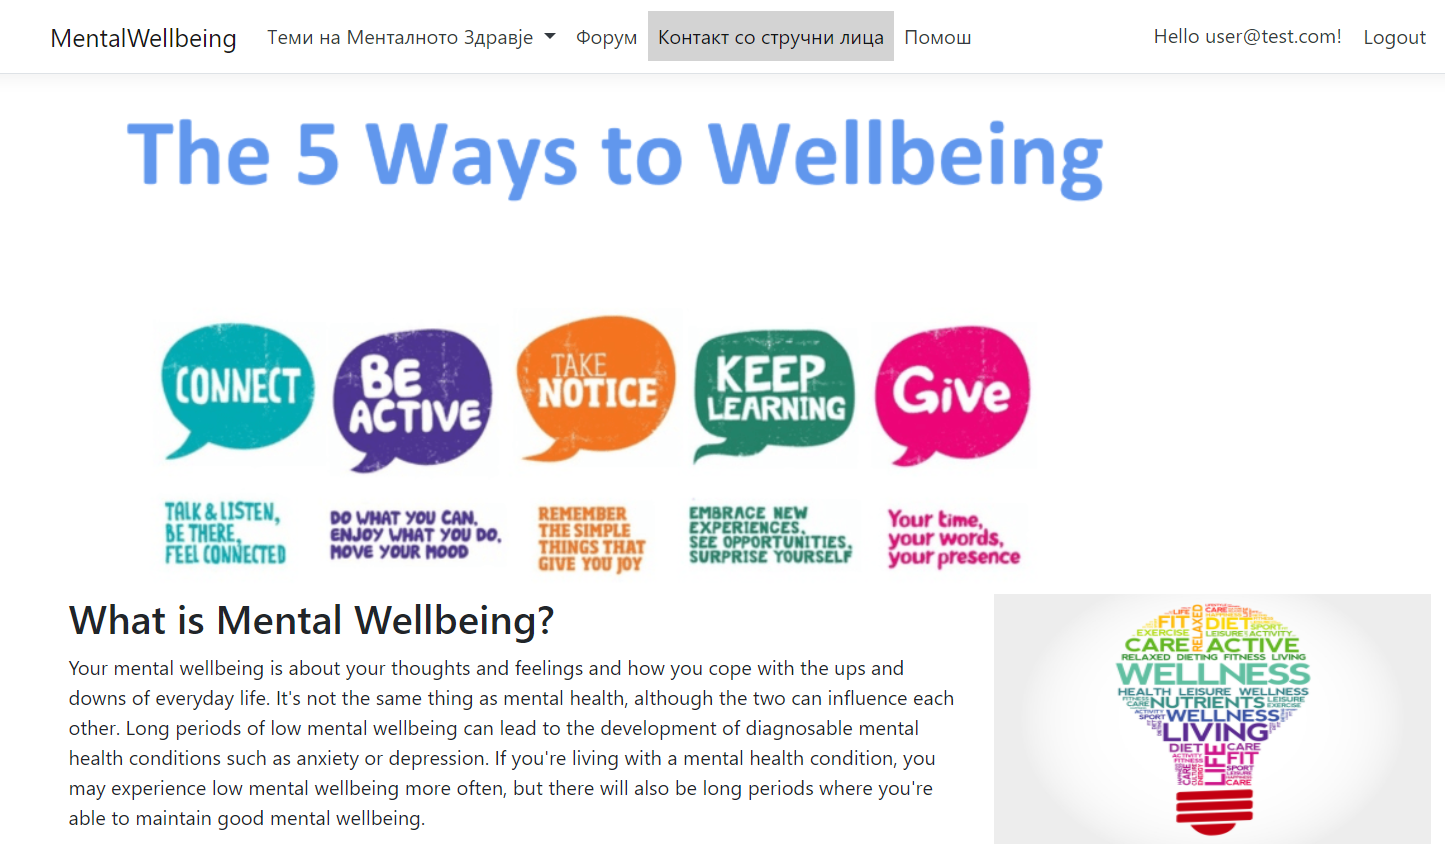 MentalWellbeing Теми на Менталното Здравје Форум Контакт со стручни лица Помош Hello user@test.com! Logout
The 5 Ways to Wellbeing
CONNECT
BE
ACTIVE
TAKE
NOTICE
KEEP
LEARNING
Give
TALK & LISTEN,
BE THERE,
FEEL CONNECTED
DO WHAT YOU CAN,
ENJOY WHAT YOU DO,
MOVE YOUR MOOD
REMEMBER
THE SIMPLE
THINGS THAT
GIVE YOU JOY
EMBRACE NEW
EXPERIENCES,
SEE OPPORTUNITIES,
SURPRISE YOURSELF
Your time,
your words,
your presence
What is Mental Wellbeing?
Your mental wellbeing is about your thoughts and feelings and how you cope with the ups and
downs of everyday life. It's not the same thing as mental health, although the two can influence each
other. Long periods of low mental wellbeing can lead to the development of diagnosable mental
health conditions such as anxiety or depression. If you're living with a mental health condition, you
may experience low mental wellbeing more often, but there will also be long periods where you're
able to maintain good mental wellbeing.
LIFE CARE
FIT RELAXED DIET SPORT
EXERCISE LEISURE ACTIVITY
CARE ACTIVE
RELAXED DIETING FITNESS LIVING
WELLNESS
HEALTH LEISURE WELLNESS
CARE NUTRIENTS EXERCISE
ACTIVITY
SPORT WELLNESS
LIVING
DIET LIFE CARE
ACTIVITY FIT
FITNESS
CARE SPORT
LEISURE
CARE